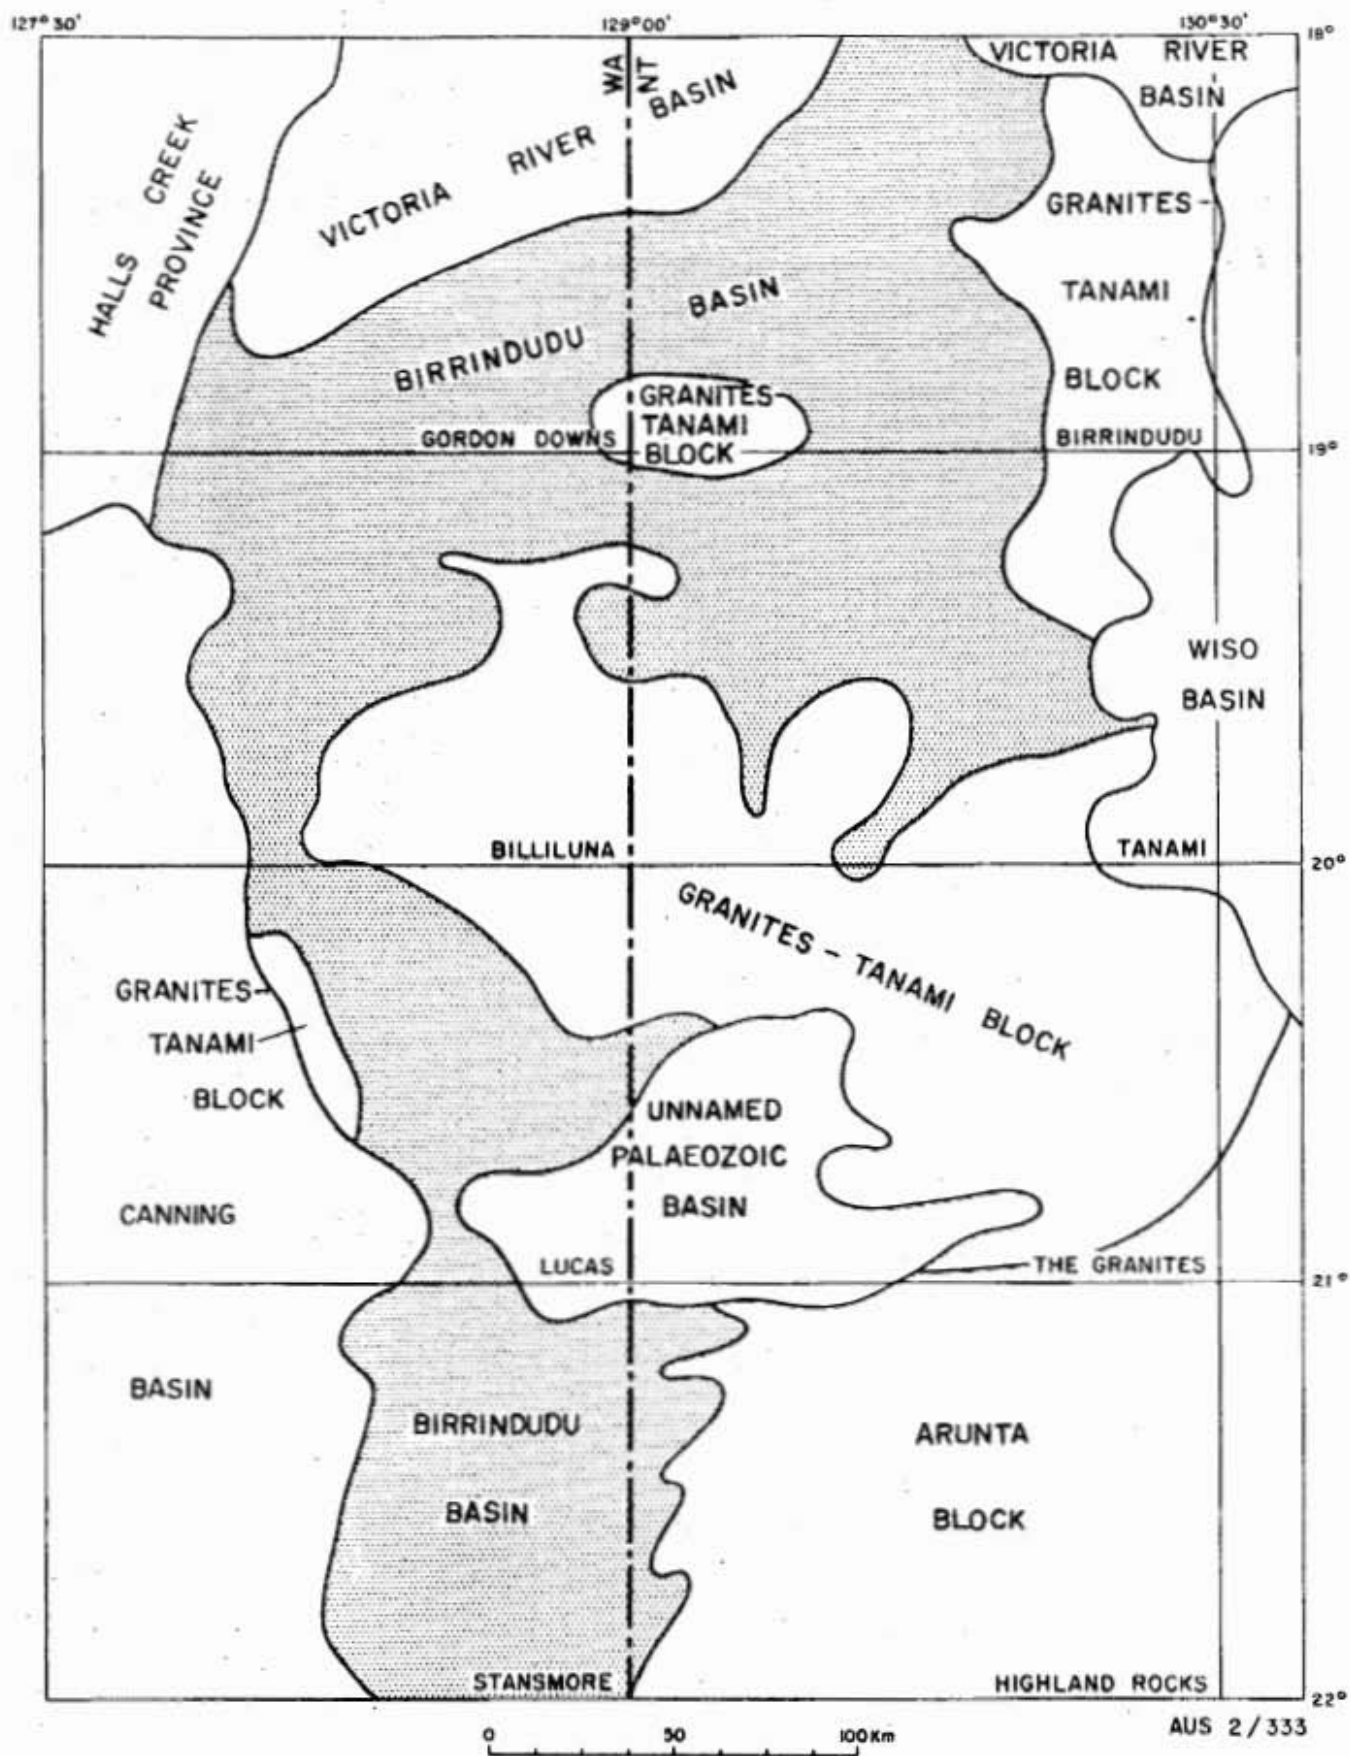 127° 30'
129° 00'
130° 30'
18°
WA
NT
VICTORIA RIVER
BASIN
VICTORIA RIVER BASIN
HALLS CREEK
PROVINCE
GRANITES
TANAMI
BLOCK
BIRRINDUDU BASIN
GRANITES
TANAMI
BLOCK
GORDON DOWNS
BIRRINDUDU
19°
WISO
BASIN
BILLILUNA
TANAMI
20°
GRANITES - TANAMI BLOCK
GRANITES
TANAMI
BLOCK
UNNAMED
PALAEOZOIC
BASIN
CANNING
LUCAS
THE GRANITES
21°
BASIN
BIRRINDUDU
BASIN
ARUNTA
BLOCK
STANSMORE
HIGHLAND ROCKS
22°
AUS 2/333
0 50 100Km